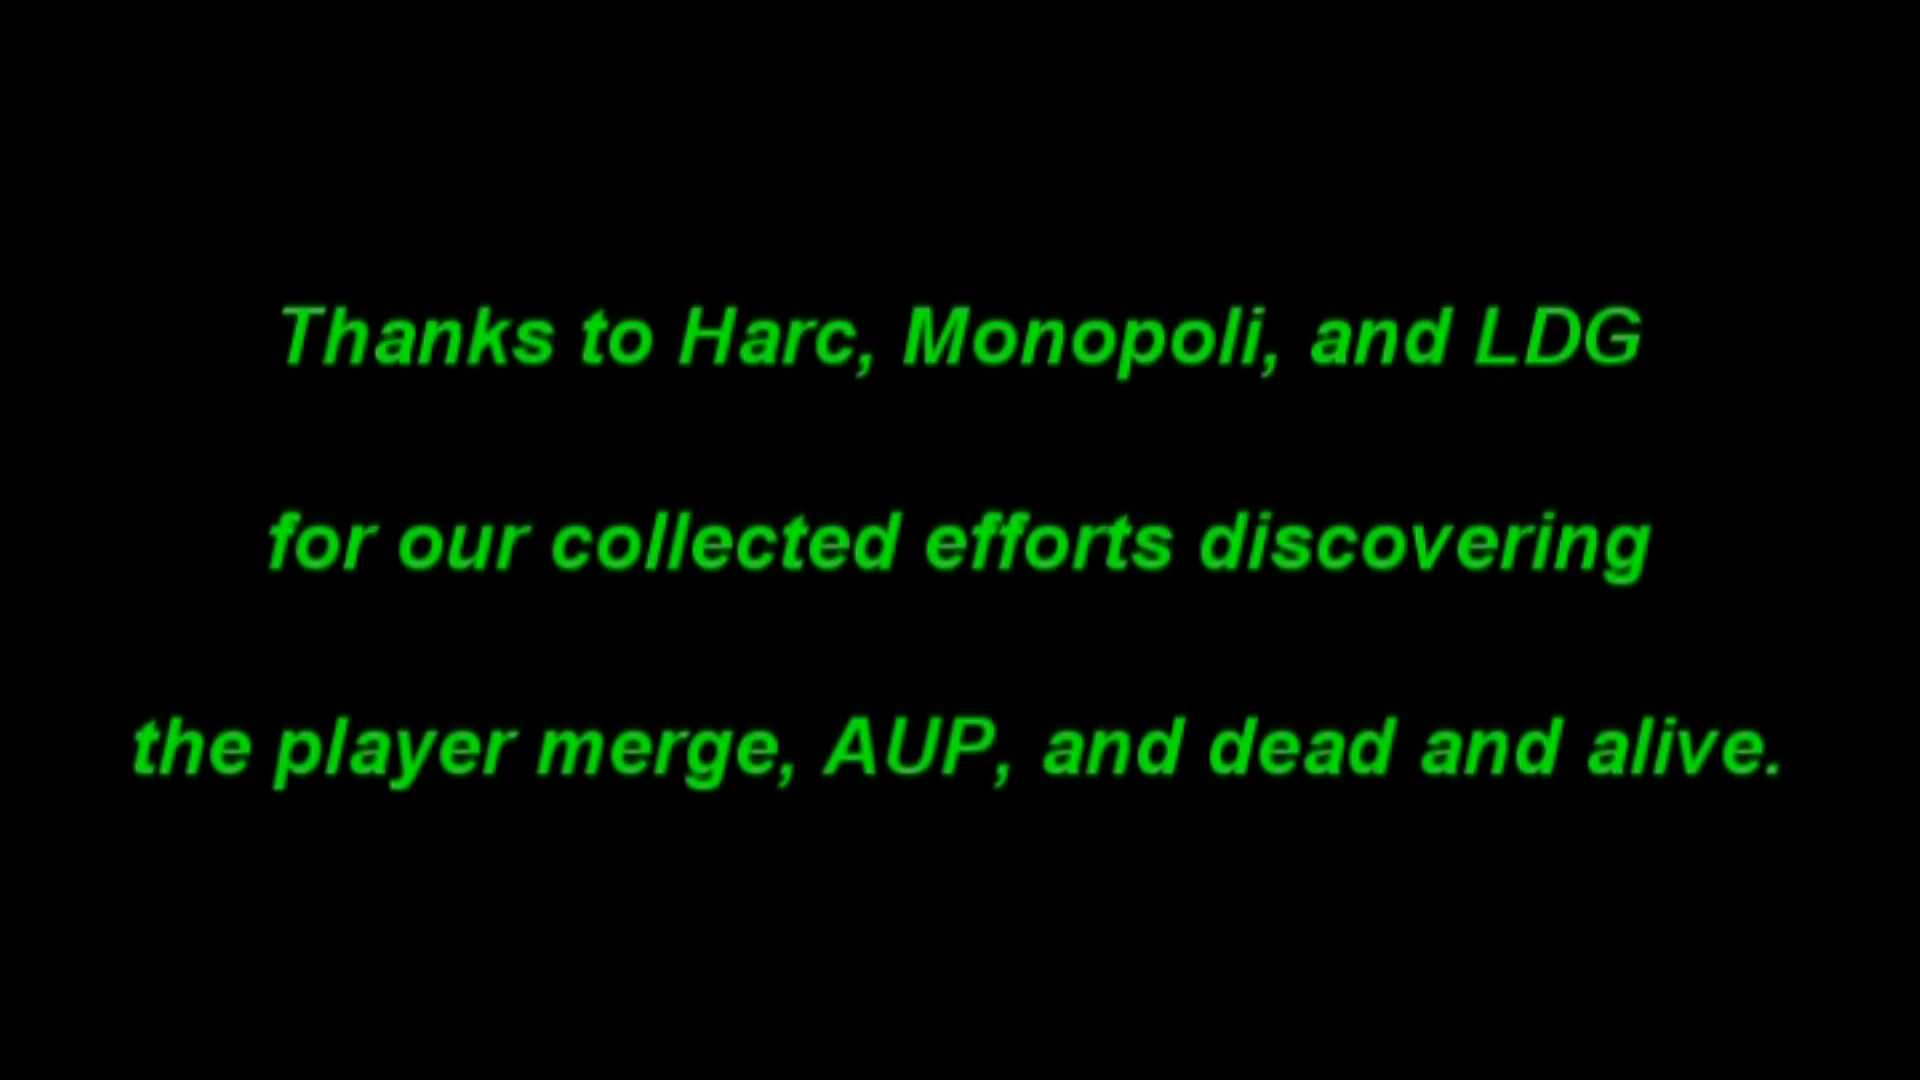 Thanks to Harc, Monopoli, and LDG
for our collected efforts discovering
the player merge, AUP, and dead and alive.